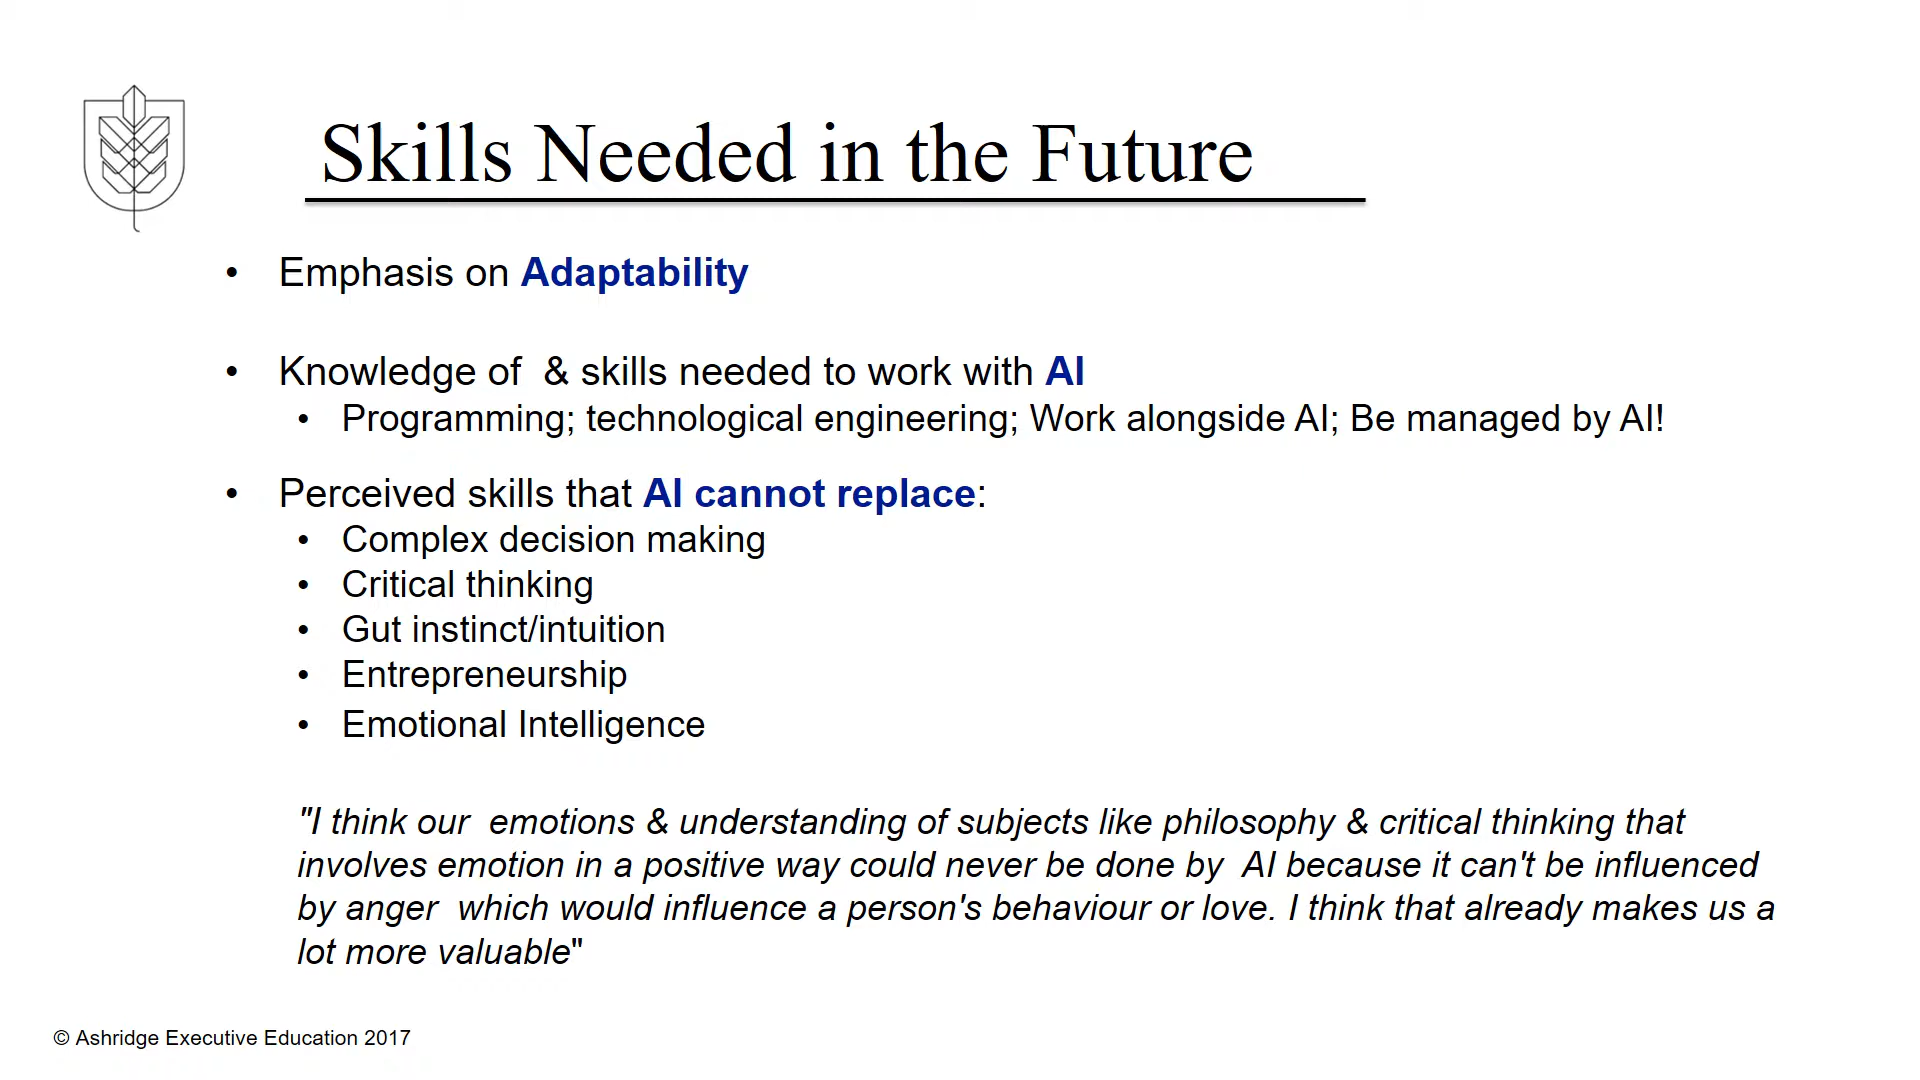 Skills Needed in the Future
• Emphasis on Adaptability
• Knowledge of  & skills needed to work with AI
• Programming; technological engineering; Work alongside AI; Be managed by AI!
• Perceived skills that AI cannot replace:
• Complex decision making
• Critical thinking
• Gut instinct/intuition
• Entrepreneurship
• Emotional Intelligence
"I think our  emotions & understanding of subjects like philosophy & critical thinking that
involves emotion in a positive way could never be done by  AI because it can't be influenced
by anger  which would influence a person's behaviour or love. I think that already makes us a
lot more valuable"
© Ashridge Executive Education 2017